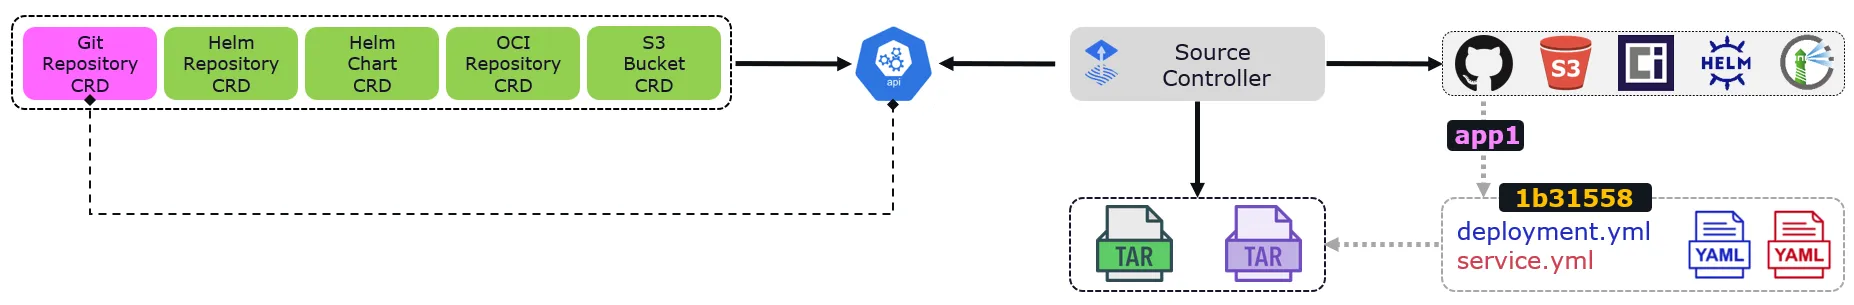 Git
Repository
CRD
Helm
Repository
CRD
Helm
Chart
CRD
OCI
Repository
CRD
S3
Bucket
CRD
api
Source
Controller
S3
Ci
HELM
app1
1b31558
deployment.yml
service.yml
YAML
YAML
TAR
TAR